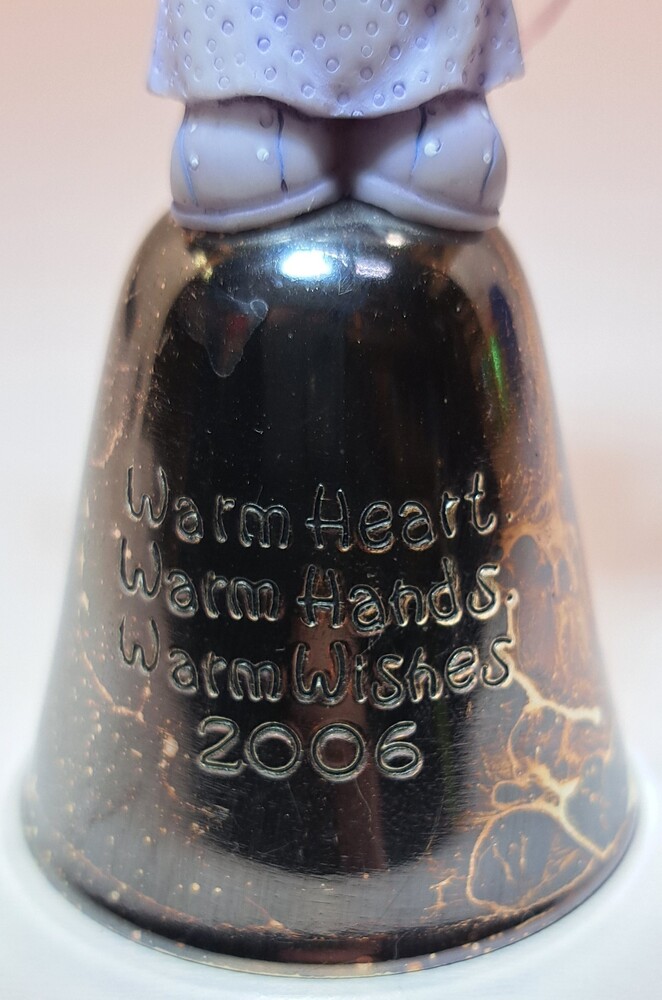 Warm Heart,
Warm Hands,
Warm Wishes
2006